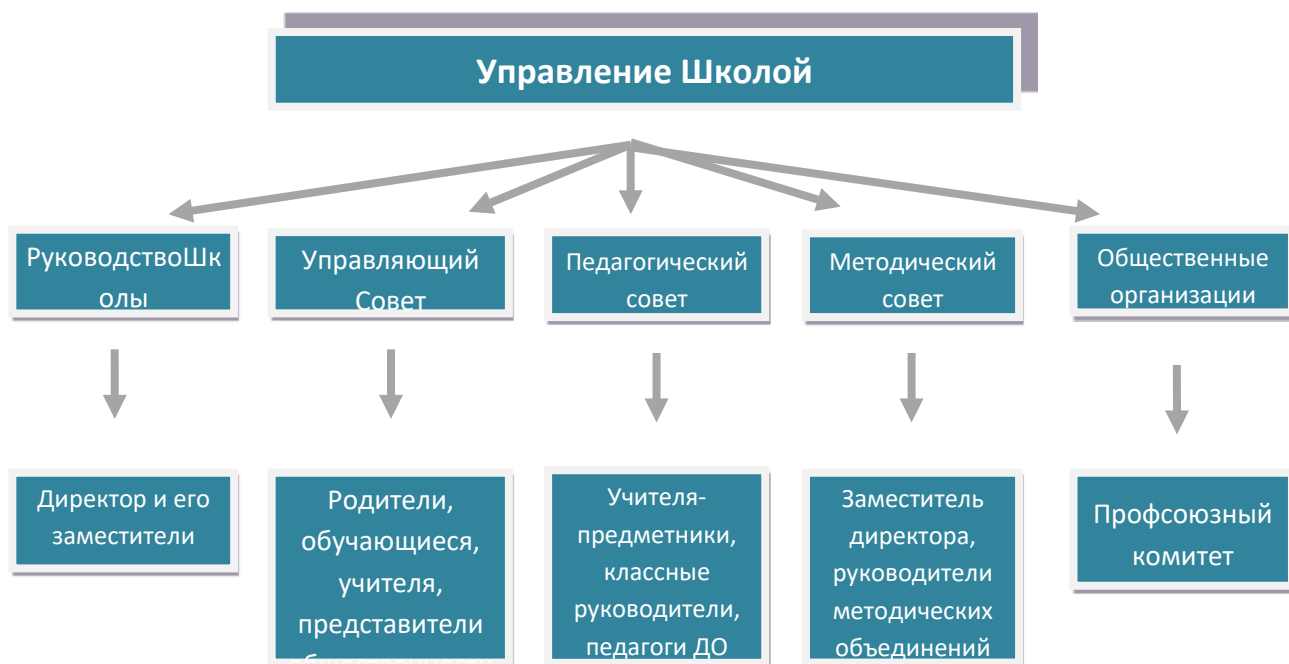 Управление Школой
РуководствоШк
олы
Управляющий
Совет
Педагогический
совет
Методический
совет
Общественные
организации
Директор и его
заместители
Родители,
обучающиеся,
учителя,
представители
Учителя-
предметники,
классные
руководители,
педагоги ДО
Заместитель
директора,
руководители
методических
объединений
Профсоюзный
комитет